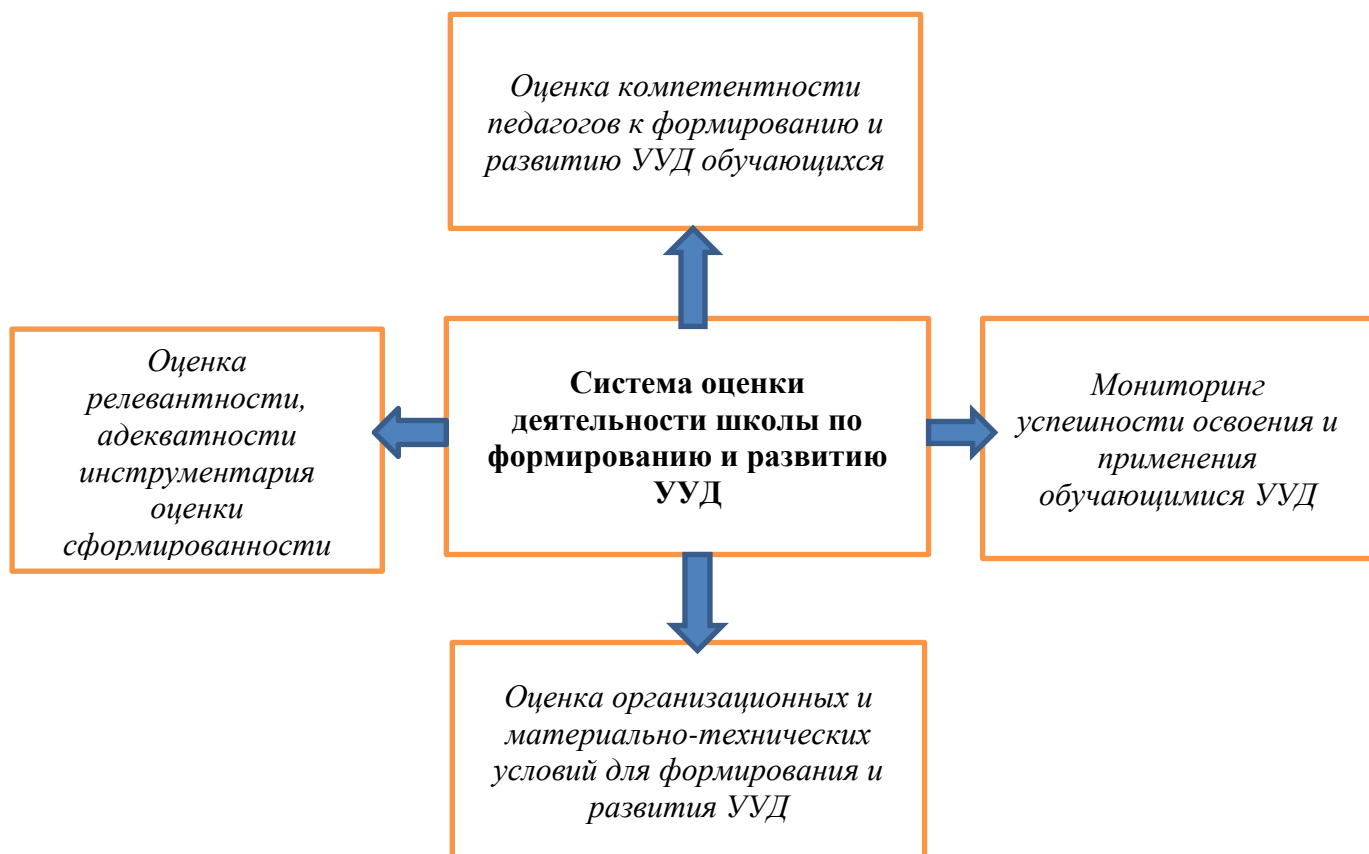 Оценка компетентности
педагогов к формированию и
развитию УУД обучающихся
Оценка
релевантности,
адекватности
инструментария
оценки
сформированности
Система оценки
деятельности школы по
формированию и развитию
УУД
Мониторинг
успешности освоения и
применения
обучающимися УУД
Оценка организационных и
материально-технических
условий для формирования и
развития УУД